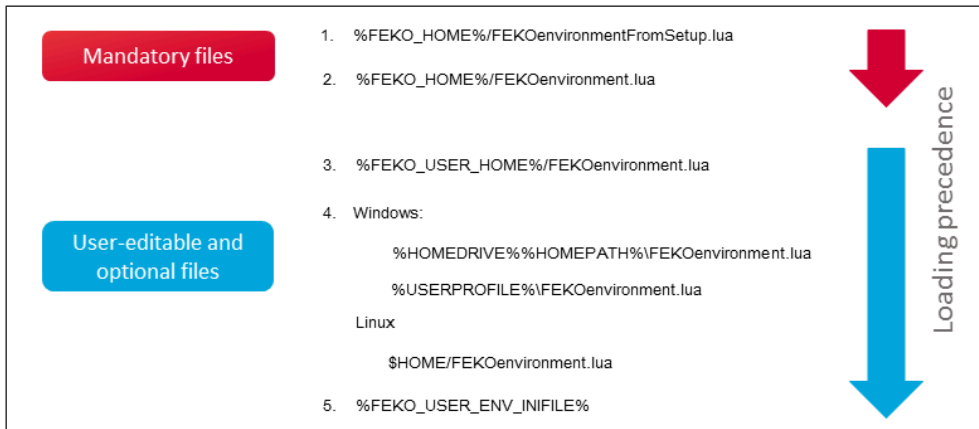 Mandatory files
1. %FEKO_HOME%/FEKOenvironmentFromSetup.lua
2. %FEKO_HOME%/FEKOenvironment.lua
3. %FEKO_USER_HOME%/FEKOenvironment.lua
User-editable and
optional files
4. Windows:
%HOMEDRIVE%%HOMEPATH%\FEKOenvironment.lua
%USERPROFILE%\FEKOenvironment.lua
Linux
$HOME/FEKOenvironment.lua
5. %FEKO_USER_ENV_INIFILE%
Loading precedence